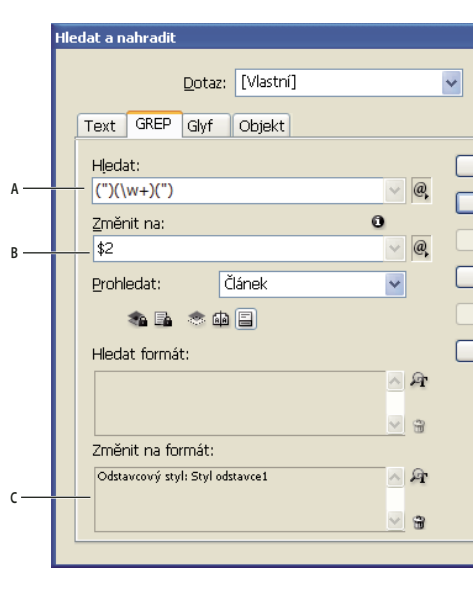 Hledat a nahradit
Dotaz: [Vlastní]
Text GREP Glyf Objekt
Hledat:
A
(")(\w+)(")
Změnit na:
B
$2
Prohledat: Článek
Hledat formát:
Změnit na formát:
Odstavcový styl: Styl odstavce1
C